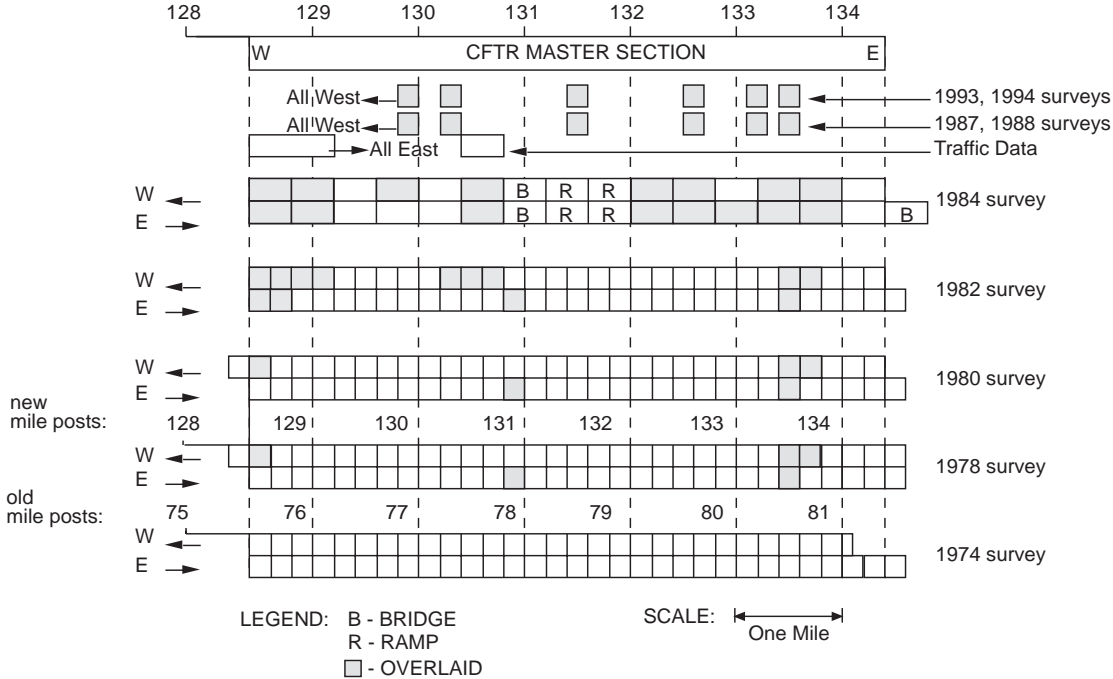 128 129 130 131 132 133 134
W CFTR MASTER SECTION E
All West 1993, 1994 surveys
All West 1987, 1988 surveys
All East Traffic Data
W B R R 1984 survey
E B R R B
W 1982 survey
E
W 1980 survey
E
new
mile posts:
128 129 130 131 132 133 134
W 1978 survey
E
old
mile posts:
75 76 77 78 79 80 81
W 1974 survey
E
LEGEND: B - BRIDGE SCALE: One Mile
R - RAMP
- OVERLAID